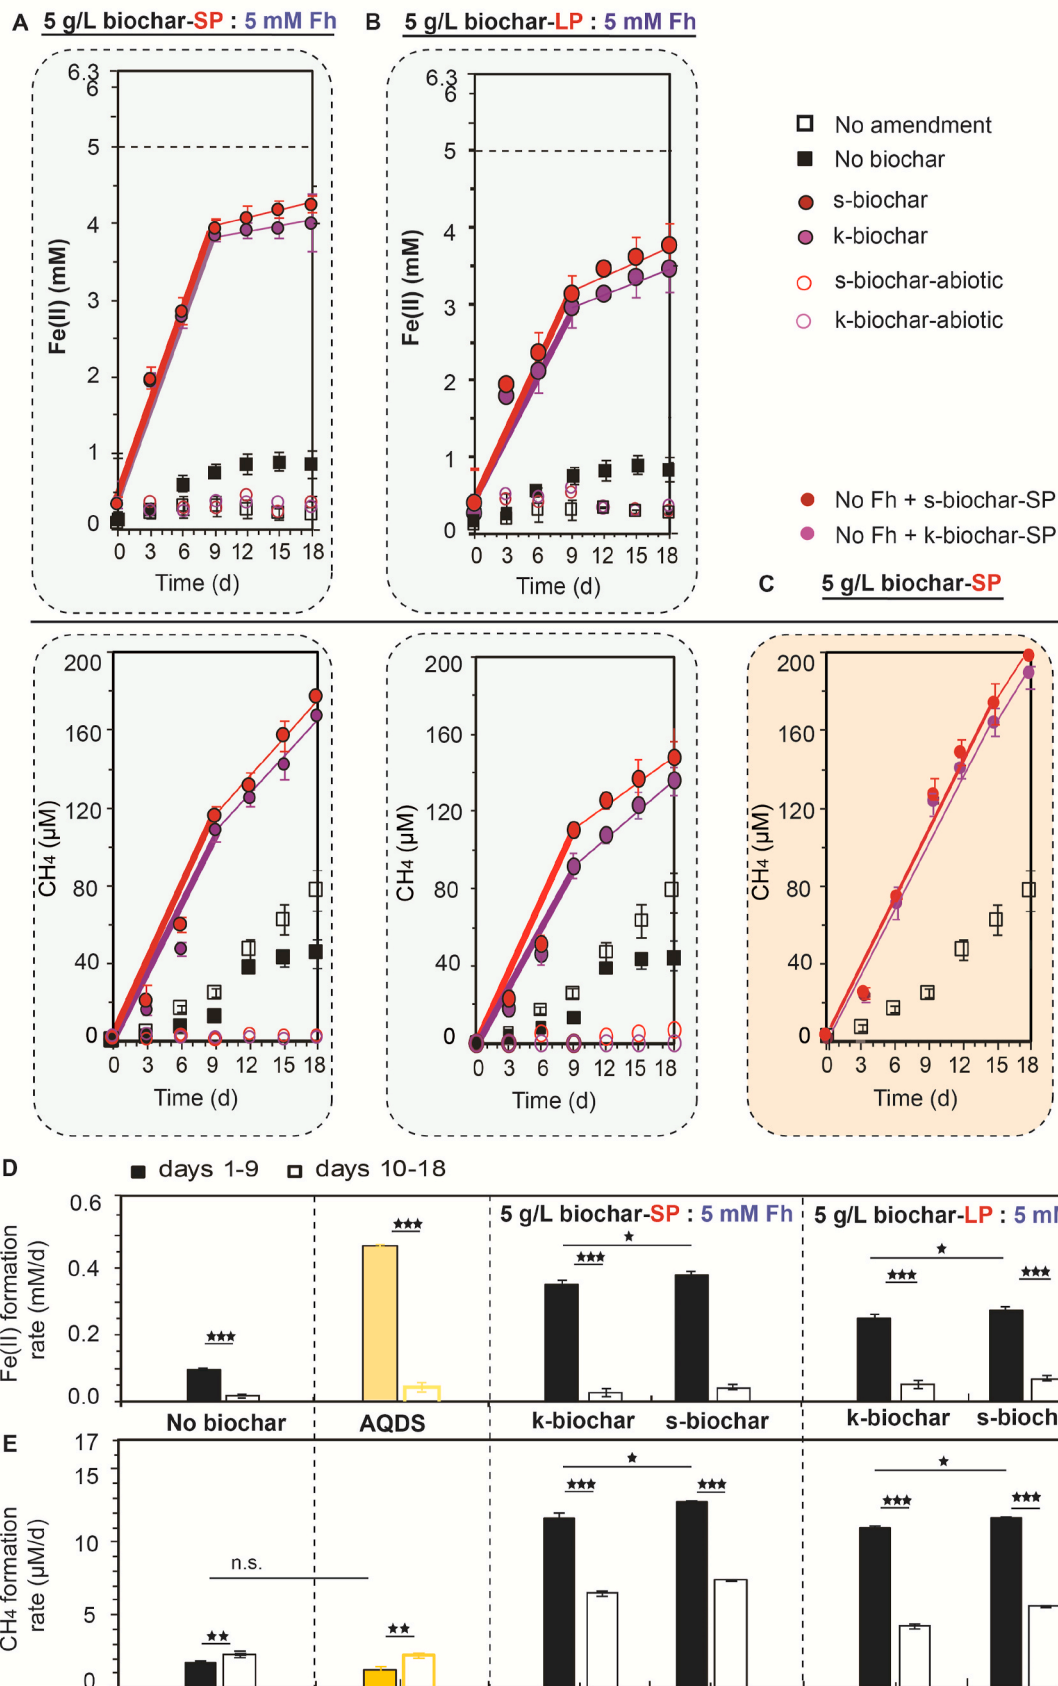 A 5 g/L biochar-SP : 5 mM Fh
B 5 g/L biochar-LP : 5 mM Fh
6.3
6
5
4
3
2
1
0
Fe(II) (mM)
0 3 6 9 12 15 18
Time (d)
6.3
6
5
4
3
2
1
0
Fe(II) (mM)
0 3 6 9 12 15 18
Time (d)
No amendment
No biochar
s-biochar
k-biochar
s-biochar-abiotic
k-biochar-abiotic
No Fh + s-biochar-SP
No Fh + k-biochar-SP
C 5 g/L biochar-SP
200
160
120
80
40
0
CH4 (µM)
0 3 6 9 12 15 18
Time (d)
200
160
120
80
40
0
CH4 (µM)
0 3 6 9 12 15 18
Time (d)
200
160
120
80
40
0
CH4 (µM)
0 3 6 9 12 15 18
Time (d)
D
days 1-9 days 10-18
0.6
0.4
0.2
0.0
Fe(II) formation
rate (mM/d)
5 g/L biochar-SP : 5 mM Fh
5 g/L biochar-LP : 5 m
No biochar AQDS k-biochar s-biochar k-biochar s-bioch
E
17
15
10
5
0
CH4 formation
rate (µM/d)
n.s.